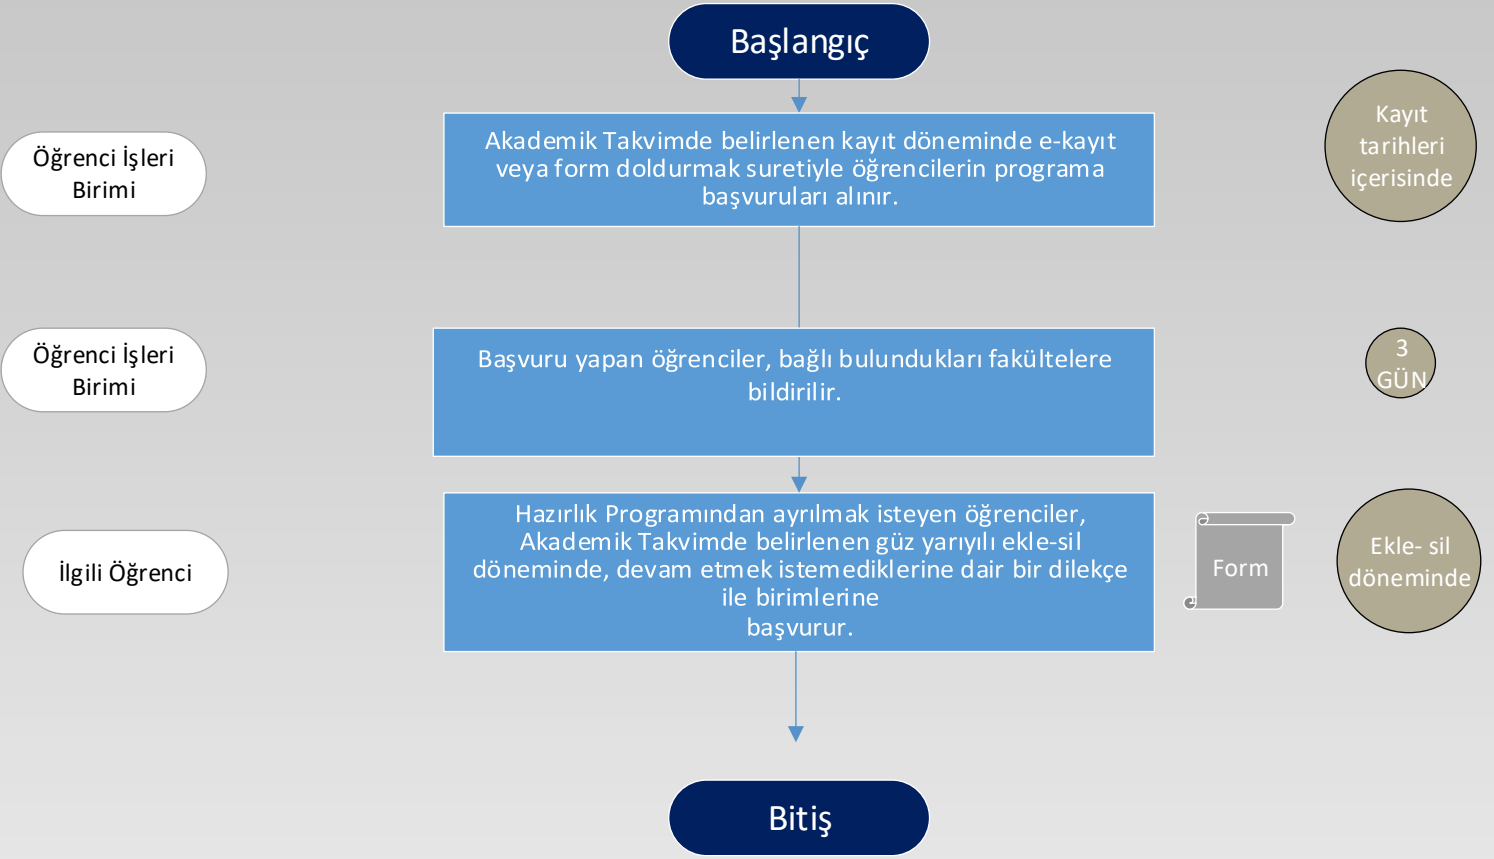 Başlangıç
Öğrenci İşleri
Birimi
Akademik Takvimde belirlenen kayıt döneminde e-kayıt
veya form doldurmak suretiyle öğrencilerin programa
başvuruları alınır.
Kayıt
tarihleri
içerisinde
Öğrenci İşleri
Birimi
Başvuru yapan öğrenciler, bağlı bulundukları fakültelere
bildirilir.
3
GÜN
İlgili Öğrenci
Hazırlık Programından ayrılmak isteyen öğrenciler,
Akademik Takvimde belirlenen güz yarıyılı ekle-sil
döneminde, devam etmek istemediklerine dair bir dilekçe
ile birimlerine
başvurur.
Form
Ekle- sil
döneminde
Bitiş